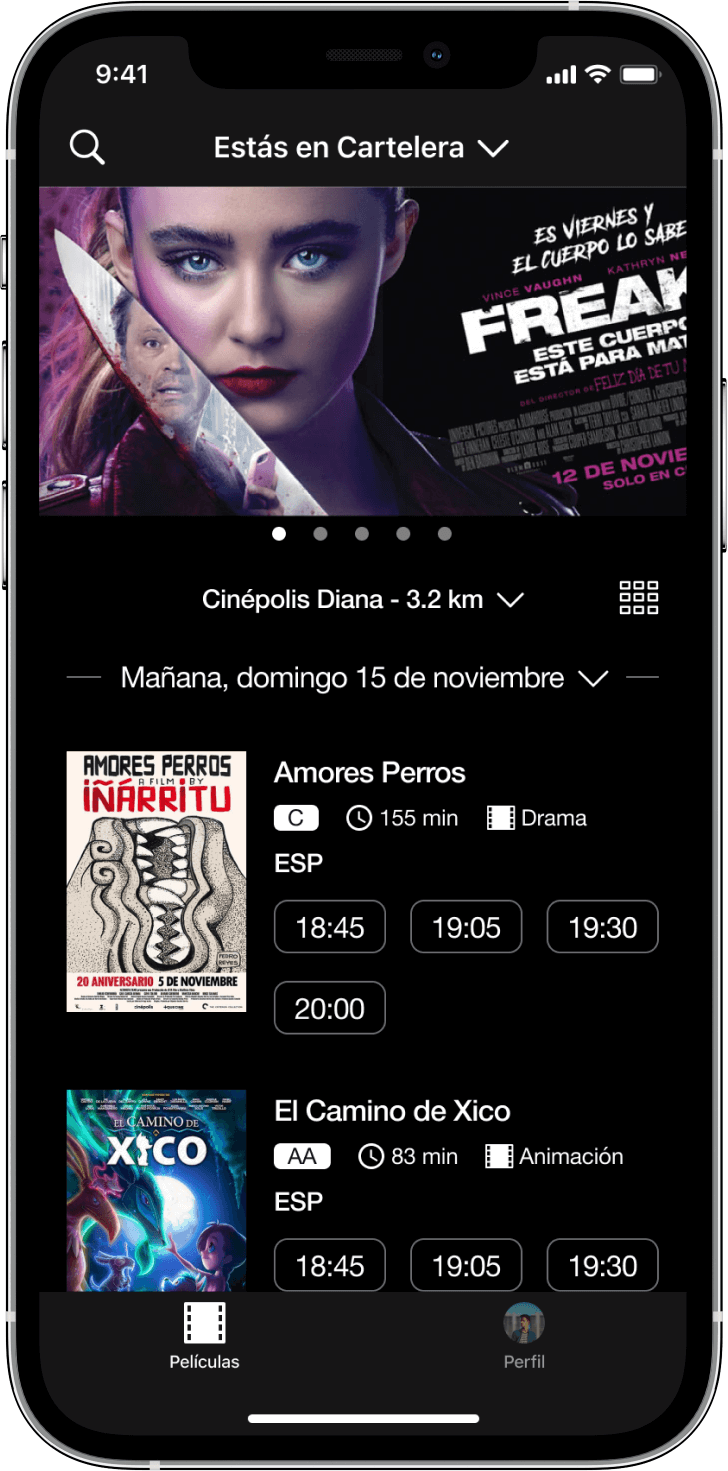 9:41
Estás en Cartelera
ES VIERNES Y
EL CUERPO LO SABE
VINCE VAUGHN KATHRYN NE
FREAK
ESTE CUERPO
ESTÁ PARA MAT
DEL DIRECTOR DE FELIZ DÍA DE TU M
12 DE NOVIE
SOLO EN C
Cinépolis Diana - 3.2 km
Mañana, domingo 15 de noviembre
AMORES PERROS
A FILM BY
IÑÁRRITU
PEDRO
REYES
20 ANIVERSARIO 5 DE NOVIEMBRE
Amores Perros
C 155 min Drama
ESP
18:45 19:05 19:30
20:00
EL CAMINO DE
XICO
El Camino de Xico
AA 83 min Animación
ESP
18:45 19:05 19:30
Películas Perfil